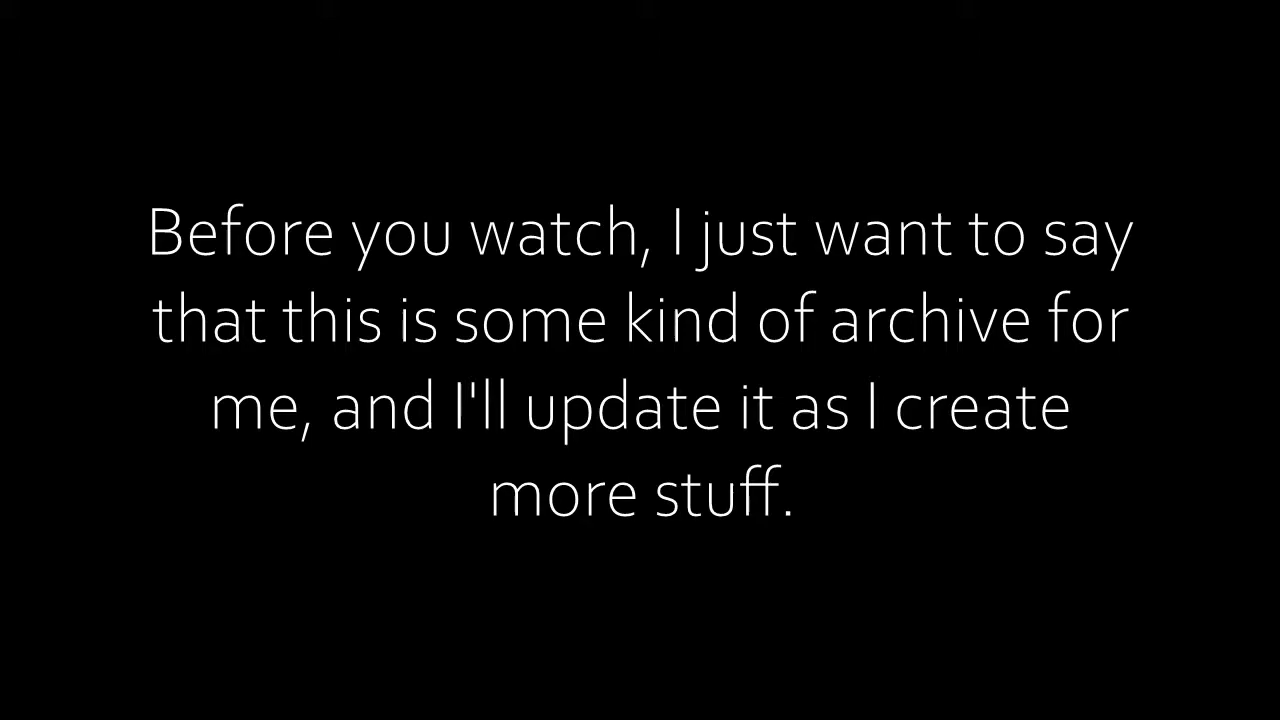 Before you watch, I just want to say
that this is some kind of archive for
me, and I'll update it as I create
more stuff.